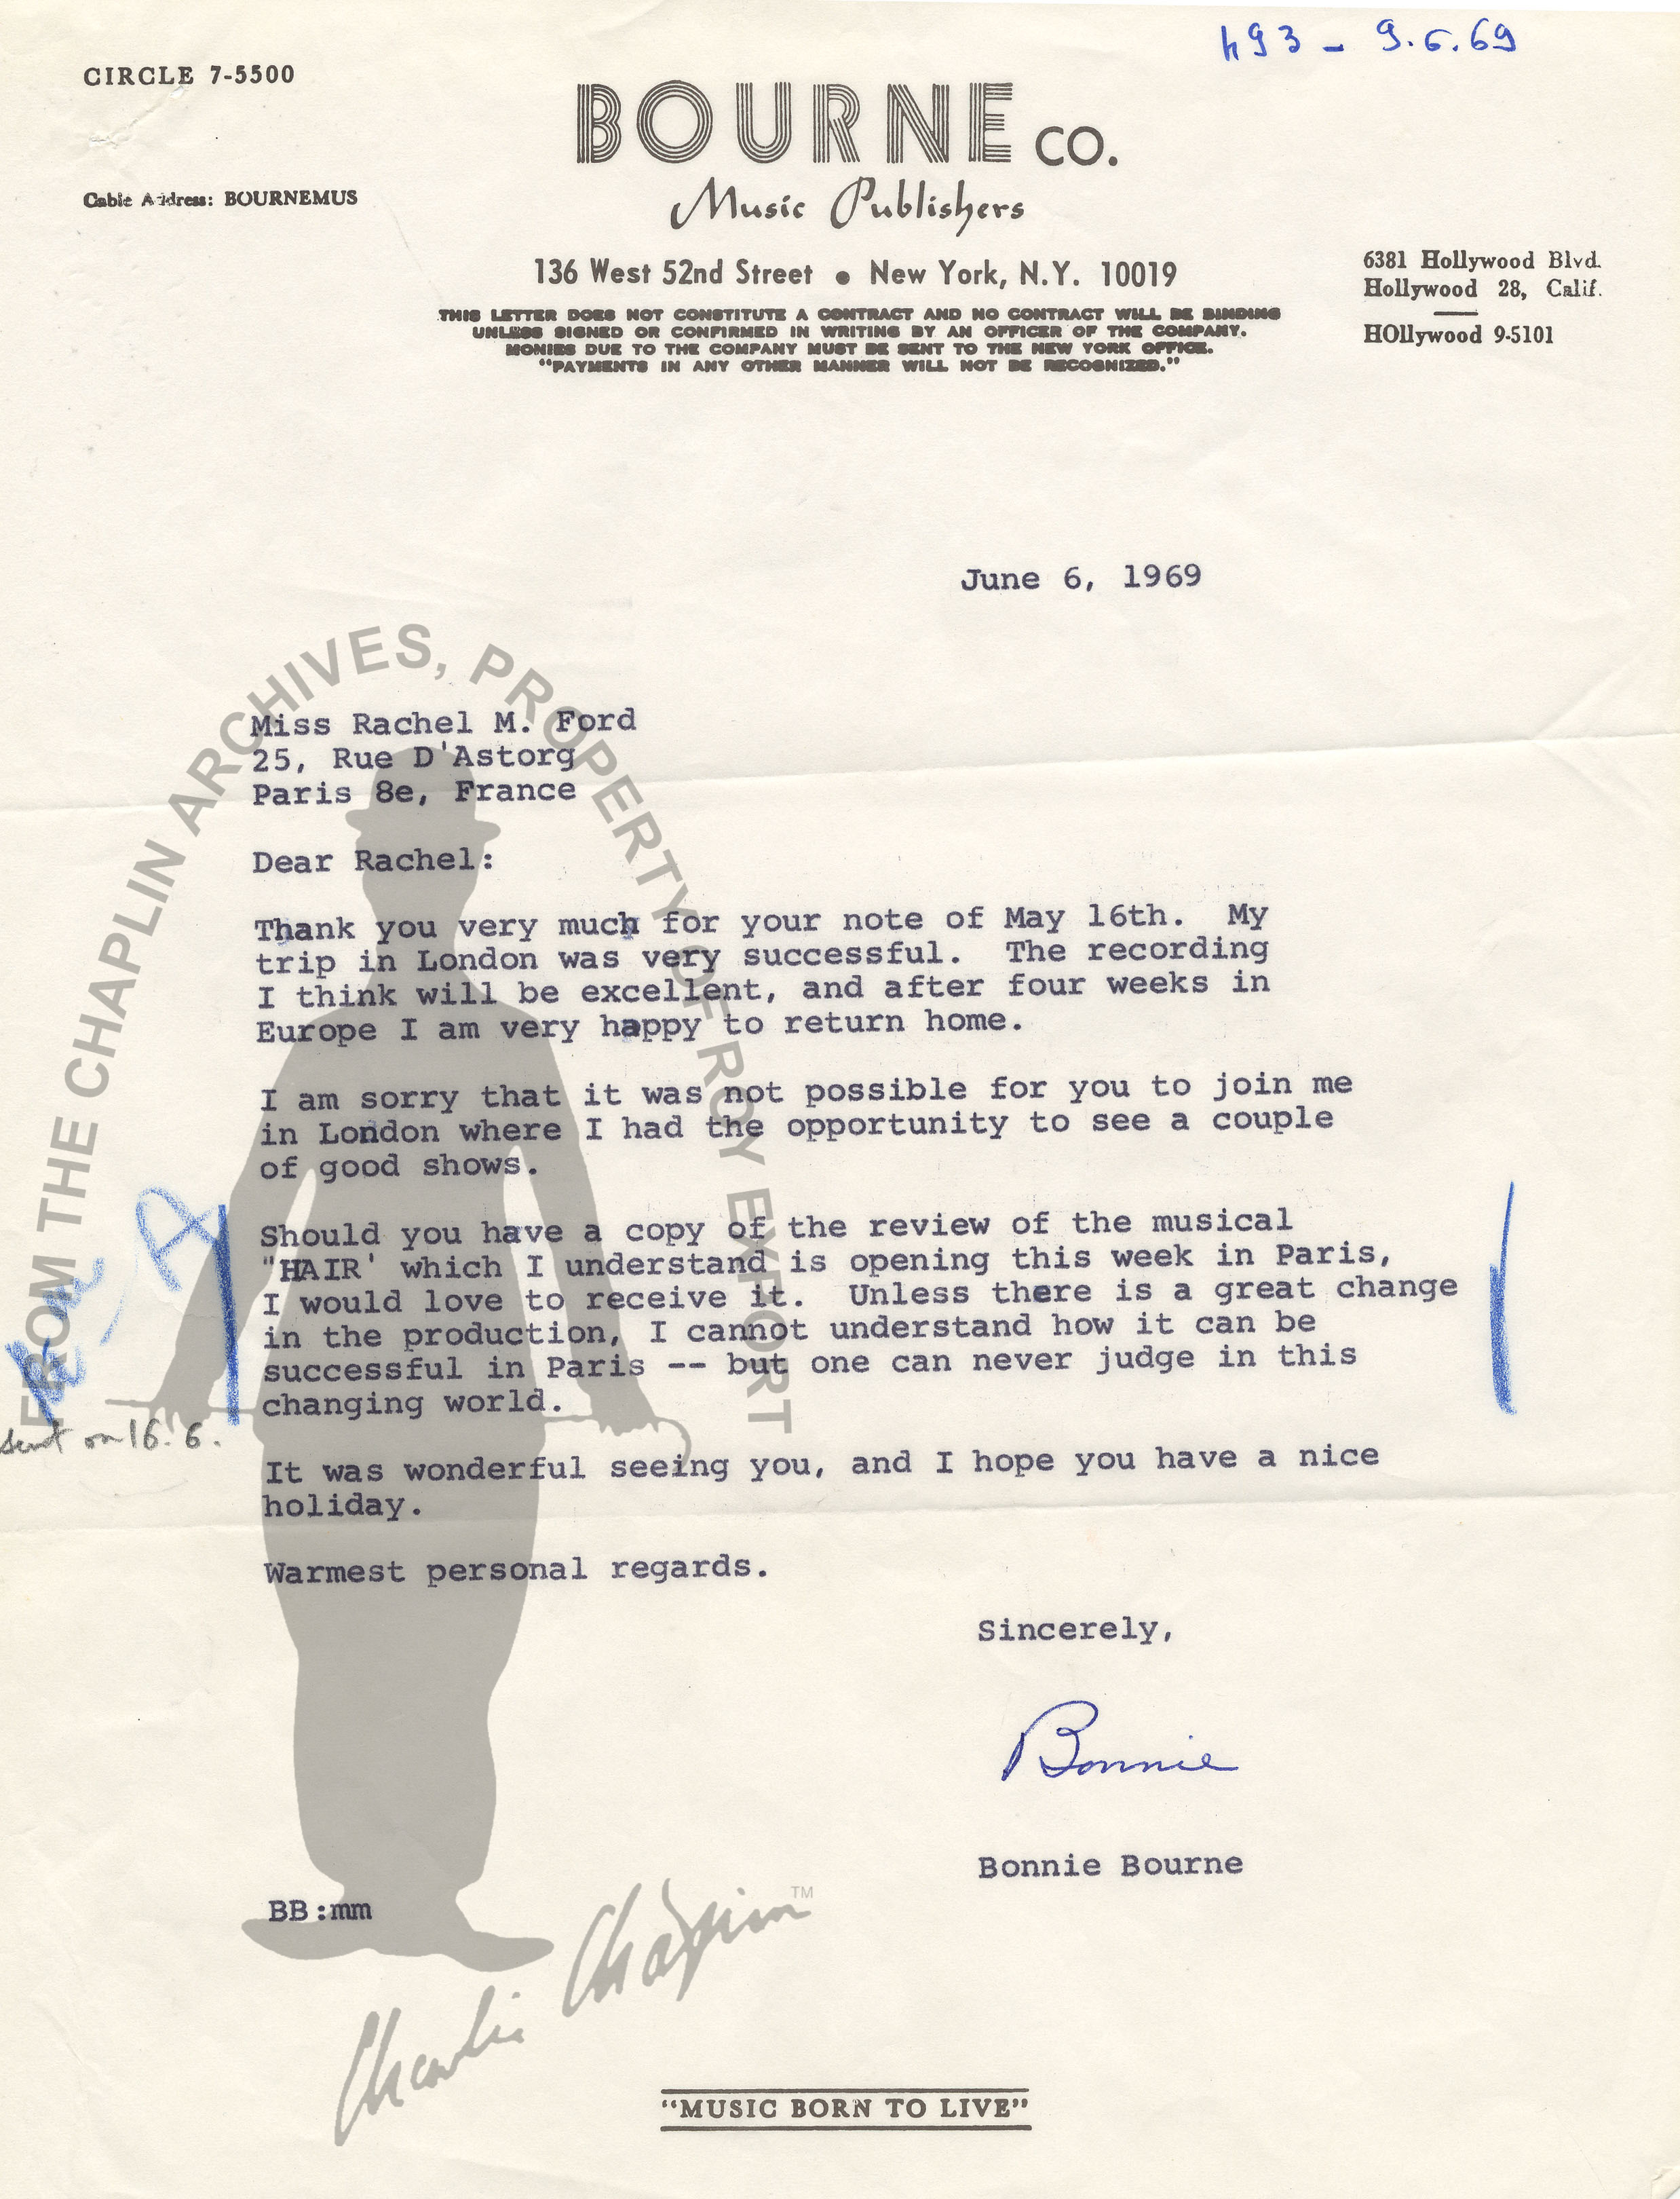 493 - 9.6.69
CIRCLE 7-5500
BOURNE CO.
Music Publishers
Cable Address: BOURNEMUS
136 West 52nd Street • New York, N.Y. 10019
6381 Hollywood Blvd.
Hollywood 28, Calif.
HOllywood 9-5101
THIS LETTER DOES NOT CONSTITUTE A CONTRACT AND NO CONTRACT WILL BE BINDING
UNLESS SIGNED OR CONFIRMED IN WRITING BY AN OFFICER OF THE COMPANY.
MONIES DUE TO THE COMPANY MUST BE SENT TO THE NEW YORK OFFICE.
"PAYMENTS IN ANY OTHER MANNER WILL NOT BE RECOGNIZED."
June 6, 1969
FROM THE CHAPLIN ARCHIVES, PROPERTY OF ROY EXPORT
Miss Rachel M. Ford
25, Rue D'Astorg
Paris 8e, France
Dear Rachel:
Thank you very much for your note of May 16th.  My
trip in London was very successful.  The recording
I think will be excellent, and after four weeks in
Europe I am very happy to return home.
I am sorry that it was not possible for you to join me
in London where I had the opportunity to see a couple
of good shows.
Should you have a copy of the review of the musical
"HAIR' which I understand is opening this week in Paris,
I would love to receive it.  Unless there is a great change
in the production, I cannot understand how it can be
successful in Paris -- but one can never judge in this
changing world.
sent on 16.6.
It was wonderful seeing you, and I hope you have a nice
holiday.
Warmest personal regards.
Sincerely,
Bonnie
Bonnie Bourne
BB:mm
Charlie Chaplin™
"MUSIC BORN TO LIVE"